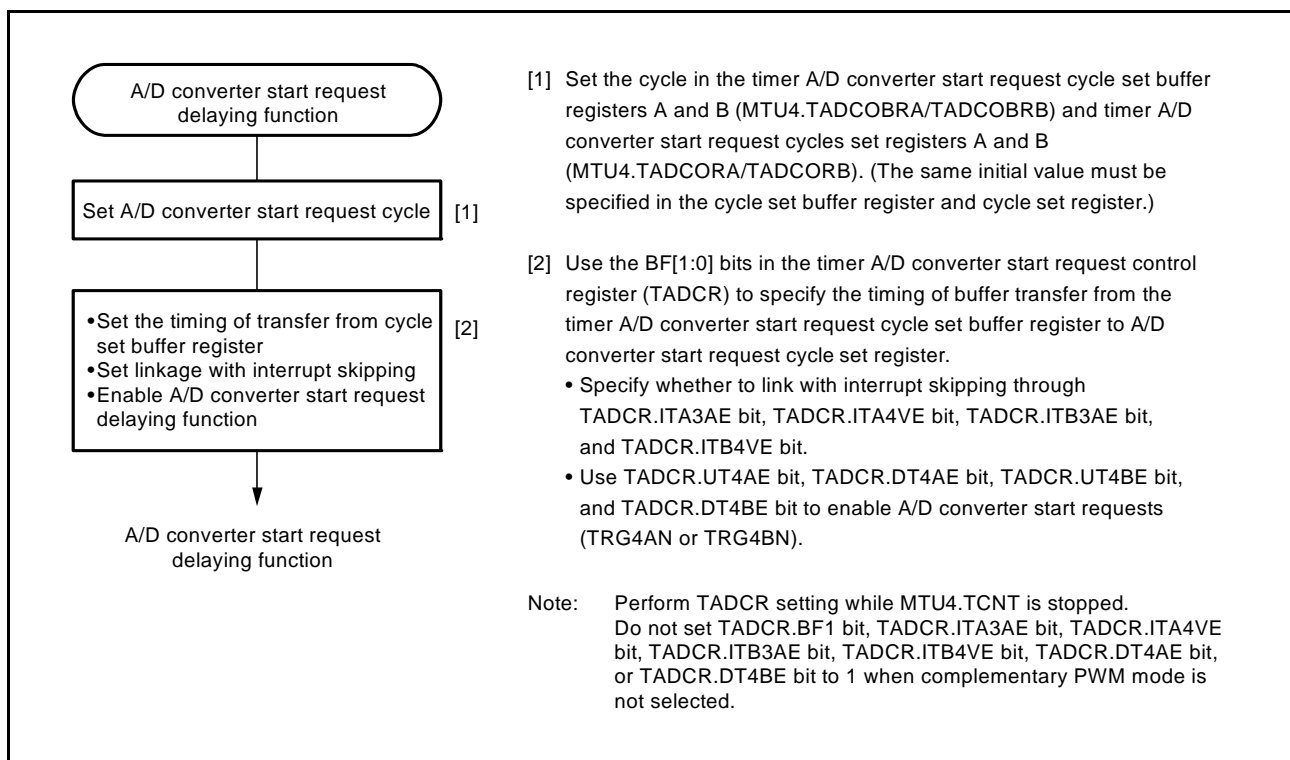 A/D converter start request
delaying function
Set A/D converter start request cycle
[1]
•Set the timing of transfer from cycle
set buffer register
•Set linkage with interrupt skipping
•Enable A/D converter start request
delaying function
[2]
A/D converter start request
delaying function
[1] Set the cycle in the timer A/D converter start request cycle set buffer
registers A and B (MTU4.TADCOBRA/TADCOBRB) and timer A/D
converter start request cycles set registers A and B
(MTU4.TADCORA/TADCORB). (The same initial value must be
specified in the cycle set buffer register and cycle set register.)
[2] Use the BF[1:0] bits in the timer A/D converter start request control
register (TADCR) to specify the timing of buffer transfer from the
timer A/D converter start request cycle set buffer register to A/D
converter start request cycle set register.
• Specify whether to link with interrupt skipping through
TADCR.ITA3AE bit, TADCR.ITA4VE bit, TADCR.ITB3AE bit,
and TADCR.ITB4VE bit.
• Use TADCR.UT4AE bit, TADCR.DT4AE bit, TADCR.UT4BE bit,
and TADCR.DT4BE bit to enable A/D converter start requests
(TRG4AN or TRG4BN).
Note: Perform TADCR setting while MTU4.TCNT is stopped.
Do not set TADCR.BF1 bit, TADCR.ITA3AE bit, TADCR.ITA4VE
bit, TADCR.ITB3AE bit, TADCR.ITB4VE bit, TADCR.DT4AE bit,
or TADCR.DT4BE bit to 1 when complementary PWM mode is
not selected.